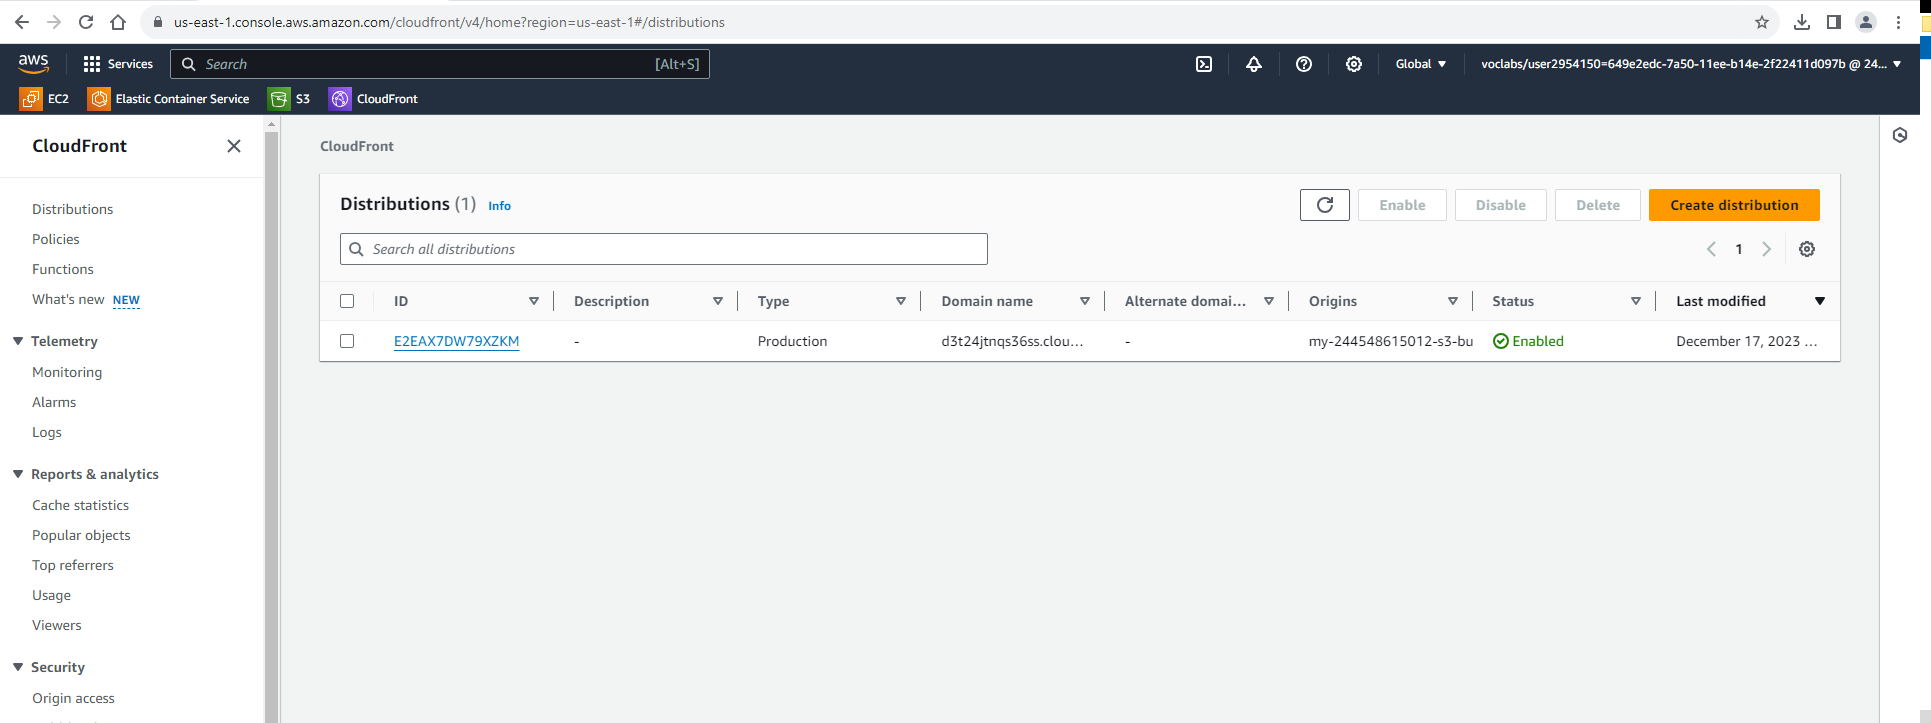 us-east-1.console.aws.amazon.com/cloudfront/v4/home?region=us-east-1#/distributions
aws Services Search [Alt+S] Global voclabs/user2954150=649e2edc-7a50-11ee-b14e-2f22411d097b @ 24...
EC2 Elastic Container Service S3 CloudFront
CloudFront
Distributions
Policies
Functions
What's new NEW
Telemetry
Monitoring
Alarms
Logs
Reports & analytics
Cache statistics
Popular objects
Top referrers
Usage
Viewers
Security
Origin access
CloudFront
Distributions (1) Info Enable Disable Delete Create distribution
Search all distributions 1
ID Description Type Domain name Alternate domai... Origins Status Last modified
E2EAX7DW79XZKM - Production d3t24jtnqs36ss.clou... - my-244548615012-s3-bu Enabled December 17, 2023 ...